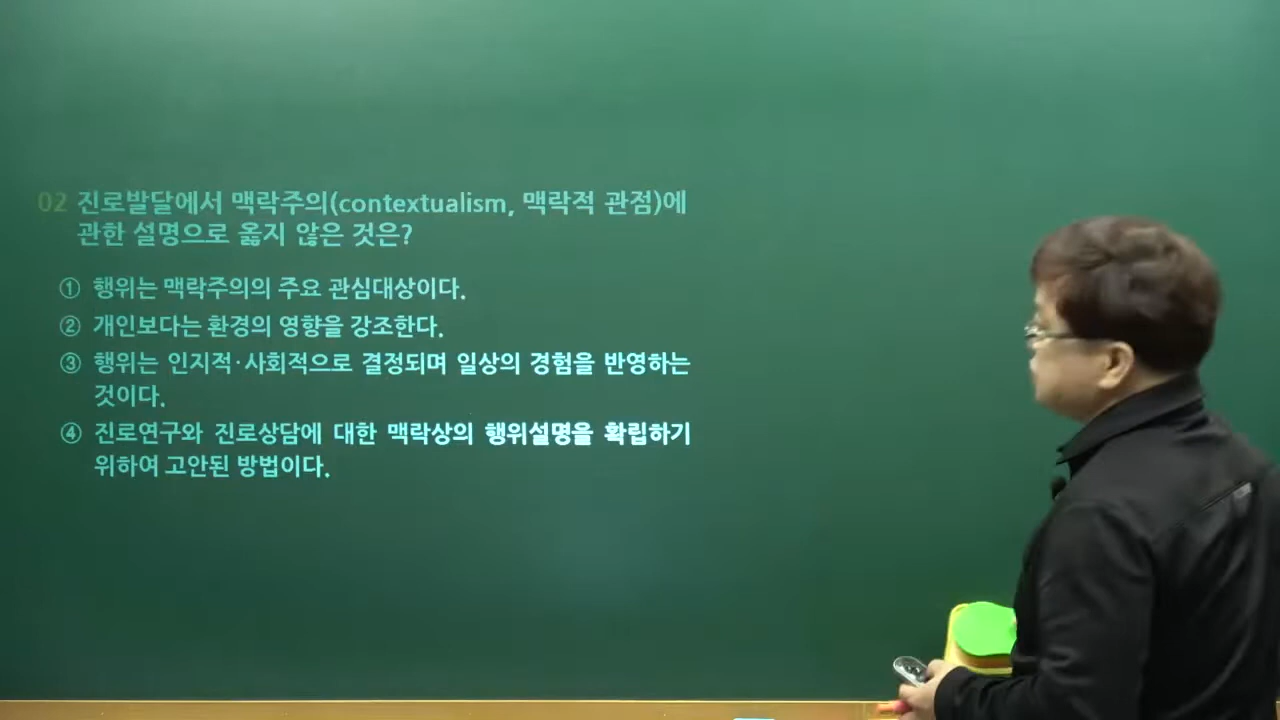 02 진로발달에서 맥락주의(contextualism, 맥락적 관점)에
관한 설명으로 옳지 않은 것은?
① 행위는 맥락주의의 주요 관심대상이다.
② 개인보다는 환경의 영향을 강조한다.
③ 행위는 인지적·사회적으로 결정되며 일상의 경험을 반영하는
것이다.
④ 진로연구와 진로상담에 대한 맥락상의 행위설명을 확립하기
위하여 고안된 방법이다.